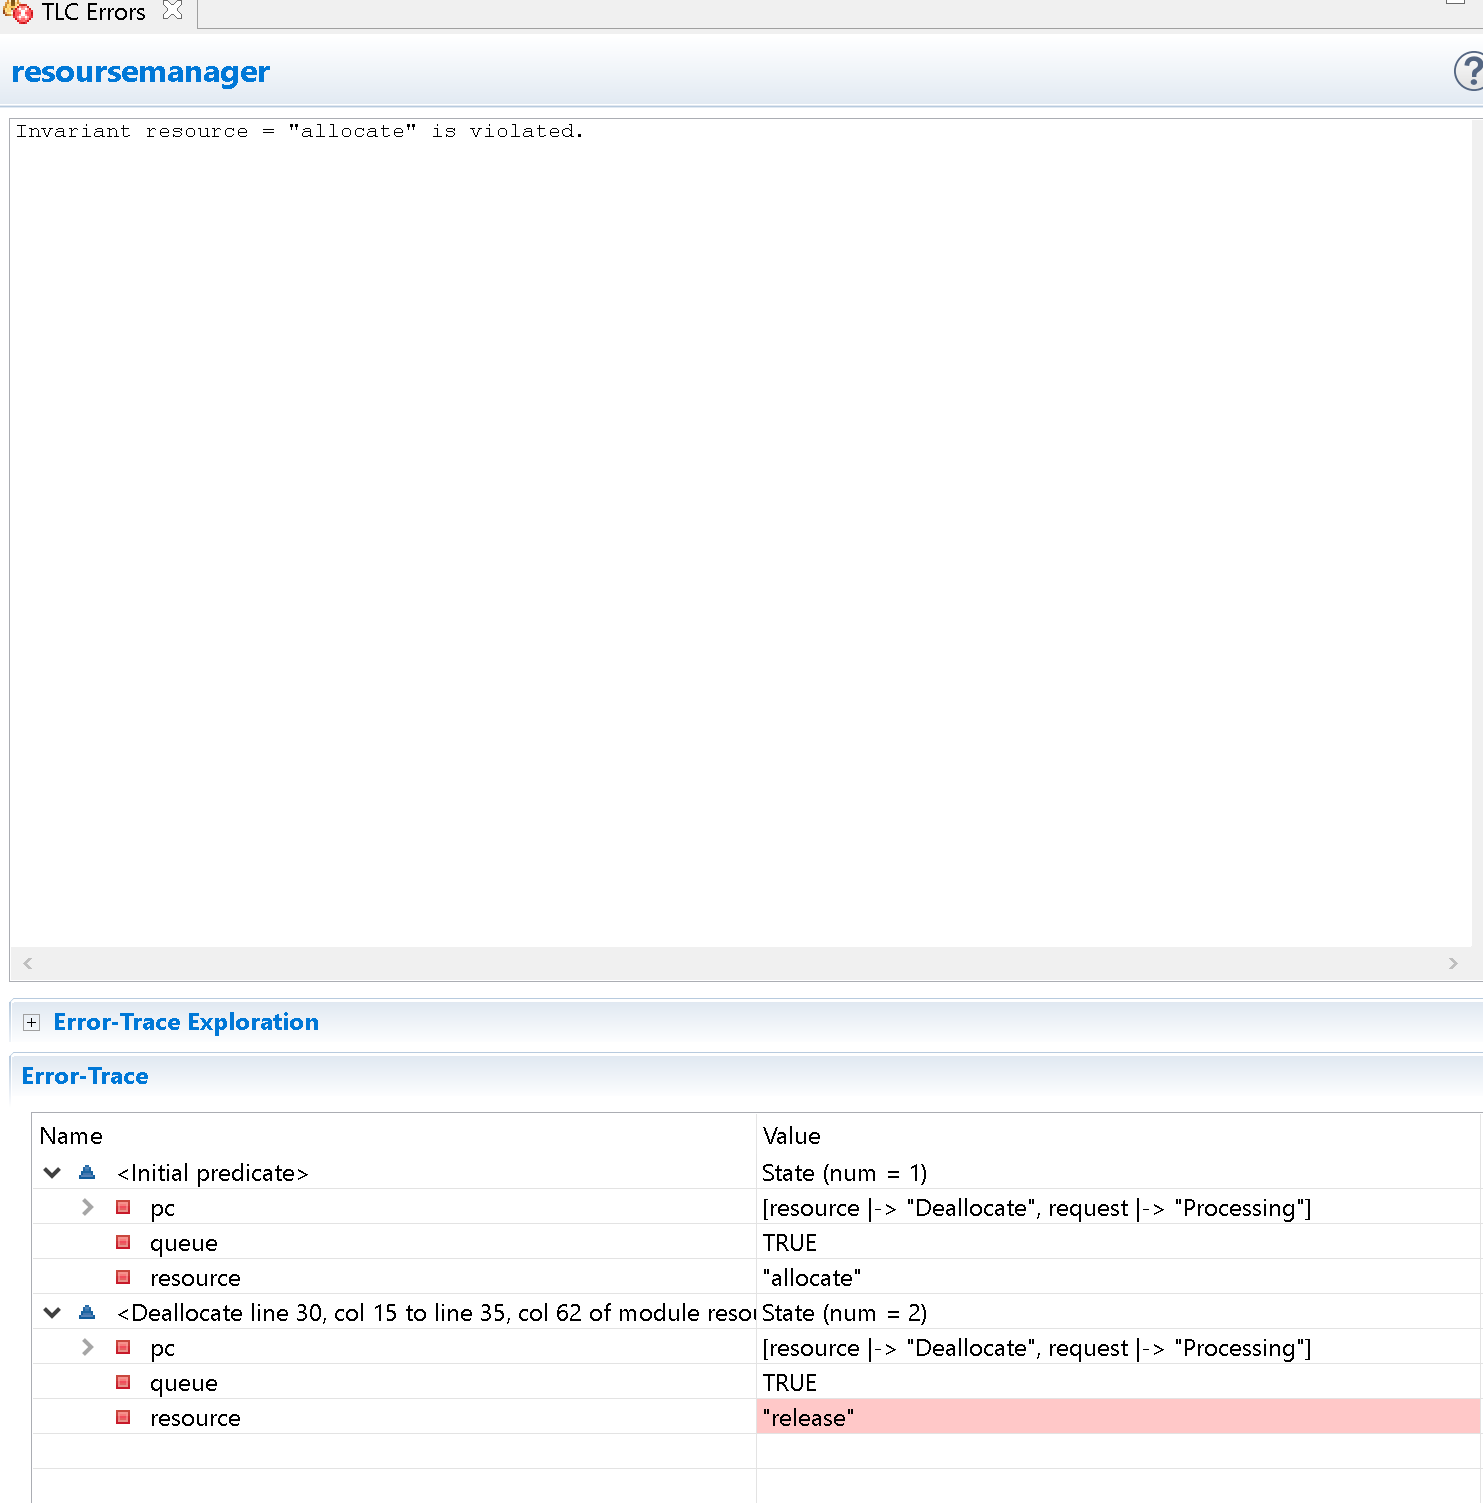 TLC Errors
resoursemanager
?
Invariant resource = "allocate" is violated.
Error-Trace Exploration
Error-Trace
Name Value
<Initial predicate> State (num = 1)
pc [resource |-> "Deallocate", request |-> "Processing"]
queue TRUE
resource "allocate"
<Deallocate line 30, col 15 to line 35, col 62 of module resou State (num = 2)
pc [resource |-> "Deallocate", request |-> "Processing"]
queue TRUE
resource "release"